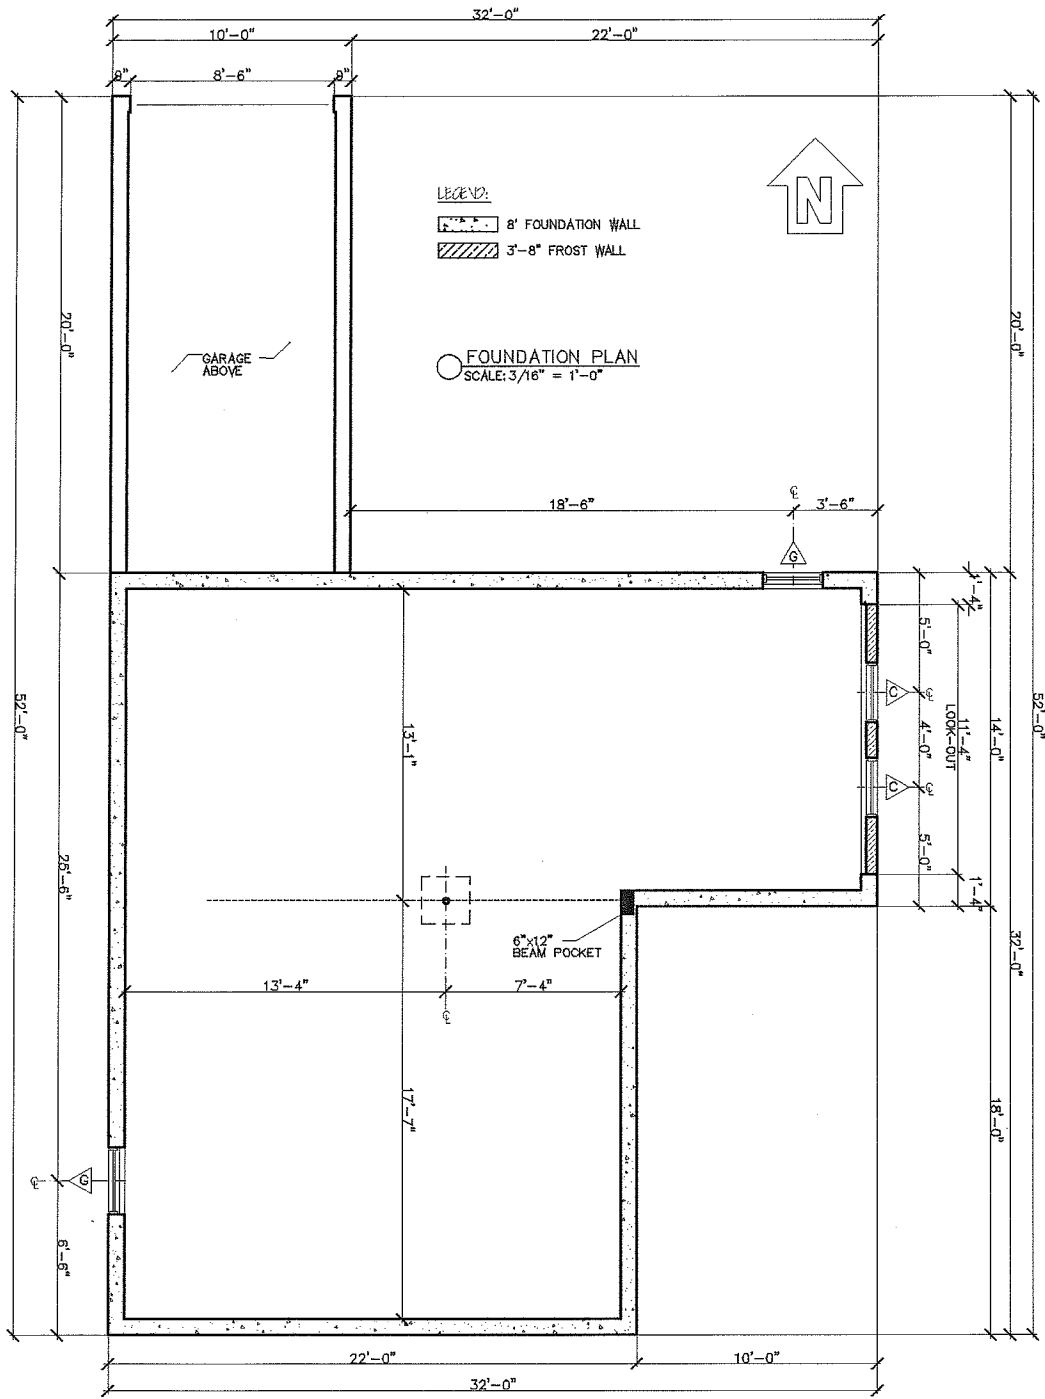 32'-0"
10'-0"
22'-0"
8"
8'-6"
8"
N
LEGEND:
8' FOUNDATION WALL
3'-8" FROST WALL
20'-0"
20'-0"
GARAGE
ABOVE
FOUNDATION PLAN
SCALE: 3/16" = 1'-0"
18'-6"
℄
3'-6"
G
1'-4"
5'-0"
C
℄
52'-0"
13'-1"
4'-0"
LOOK-OUT
11'-4"
14'-0"
52'-0"
C
℄
5'-0"
1'-4"
25'-6"
6"x12"
BEAM POCKET
32'-0"
13'-4"
7'-4"
℄
17'-7"
18'-0"
℄
G
6'-6"
22'-0"
10'-0"
32'-0"